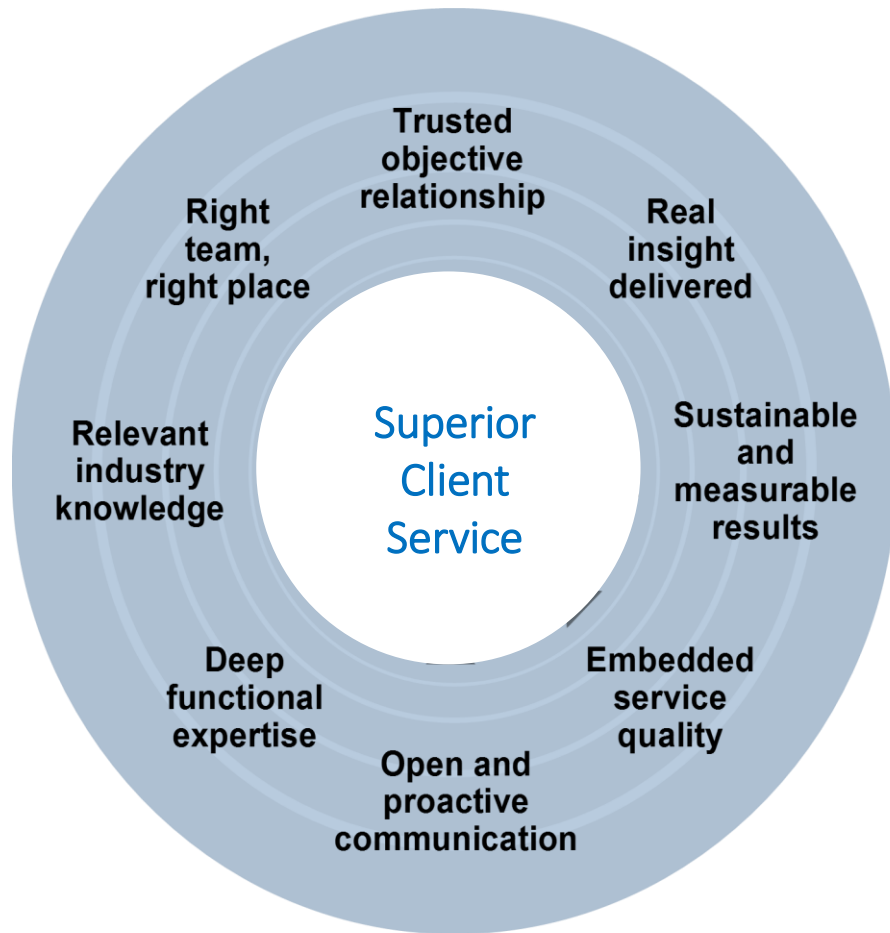 Trusted
objective
relationship
Real
insight
delivered
Sustainable
and
measurable
results
Embedded
service
quality
Open and
proactive
communication
Deep
functional
expertise
Relevant
industry
knowledge
Right
team,
right place
Superior
Client
Service